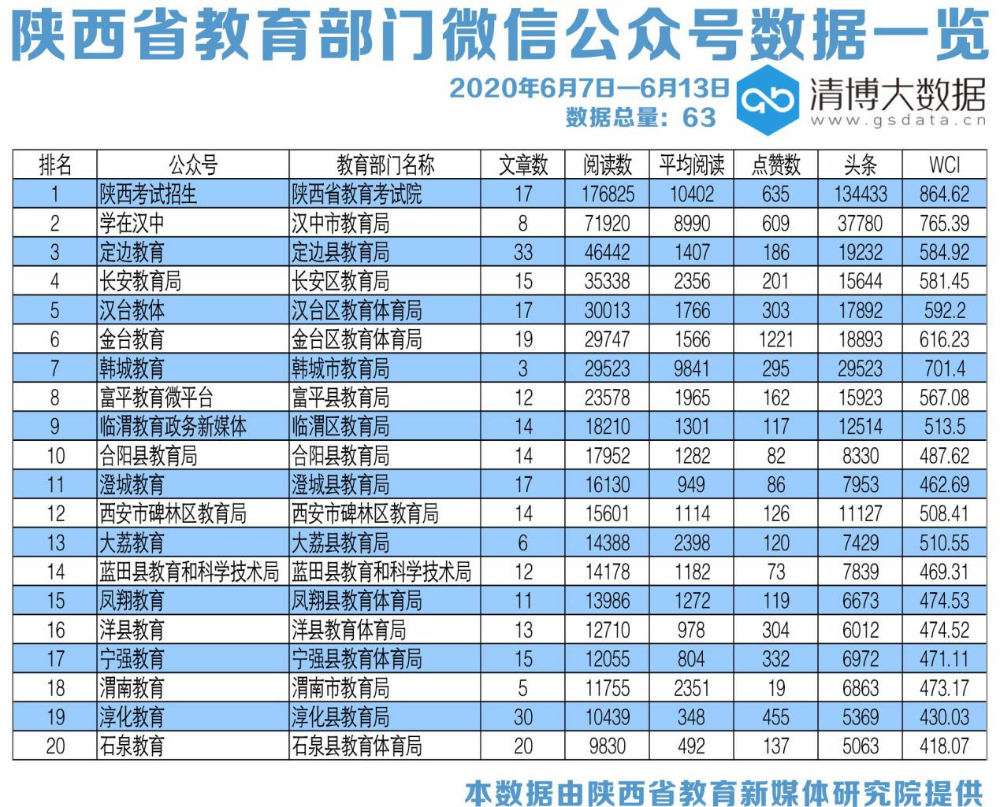 陕西省教育部门微信公众号数据一览
2020年6月7日—6月13日
数据总量：63
清博大数据
www.gsdata.cn
排名 公众号 教育部门名称 文章数 阅读数 平均阅读 点赞数 头条 WCI
1 陕西考试招生 陕西省教育考试院 17 176825 10402 635 134433 864.62
2 学在汉中 汉中市教育局 8 71920 8990 609 37780 765.39
3 定边教育 定边县教育局 33 46442 1407 186 19232 584.92
4 长安教育局 长安区教育局 15 35338 2356 201 15644 581.45
5 汉台教体 汉台区教育体育局 17 30013 1766 303 17892 592.2
6 金台教育 金台区教育体育局 19 29747 1566 1221 18893 616.23
7 韩城教育 韩城市教育局 3 29523 9841 295 29523 701.4
8 富平教育微平台 富平县教育局 12 23578 1965 162 15923 567.08
9 临渭教育政务新媒体 临渭区教育局 14 18210 1301 117 12514 513.5
10 合阳县教育局 合阳县教育局 14 17952 1282 82 8330 487.62
11 澄城教育 澄城县教育局 17 16130 949 86 7953 462.69
12 西安市碑林区教育局 西安市碑林区教育局 14 15601 1114 126 11127 508.41
13 大荔教育 大荔县教育局 6 14388 2398 120 7429 510.55
14 蓝田县教育和科学技术局 蓝田县教育和科学技术局 12 14178 1182 73 7839 469.31
15 凤翔教育 凤翔县教育体育局 11 13986 1272 119 6673 474.53
16 洋县教育 洋县教育体育局 13 12710 978 304 6012 474.52
17 宁强教育 宁强县教育体育局 15 12055 804 332 6972 471.11
18 渭南教育 渭南市教育局 5 11755 2351 19 6863 473.17
19 淳化教育 淳化县教育局 30 10439 348 455 5369 430.03
20 石泉教育 石泉县教育体育局 20 9830 492 137 5063 418.07
本数据由陕西省教育新媒体研究院提供